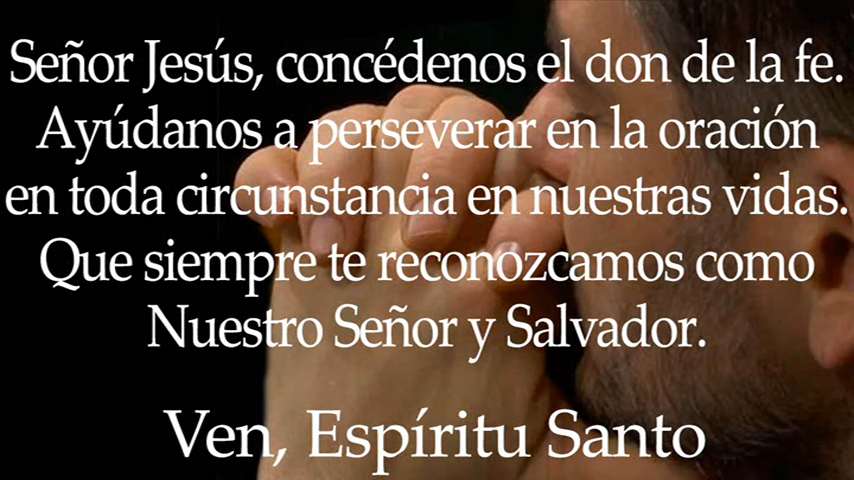 Señor Jesús, concédenos el don de la fe.
Ayúdanos a perseverar en la oración
en toda circunstancia en nuestras vidas.
Que siempre te reconozcamos como
Nuestro Señor y Salvador.
Ven, Espíritu Santo